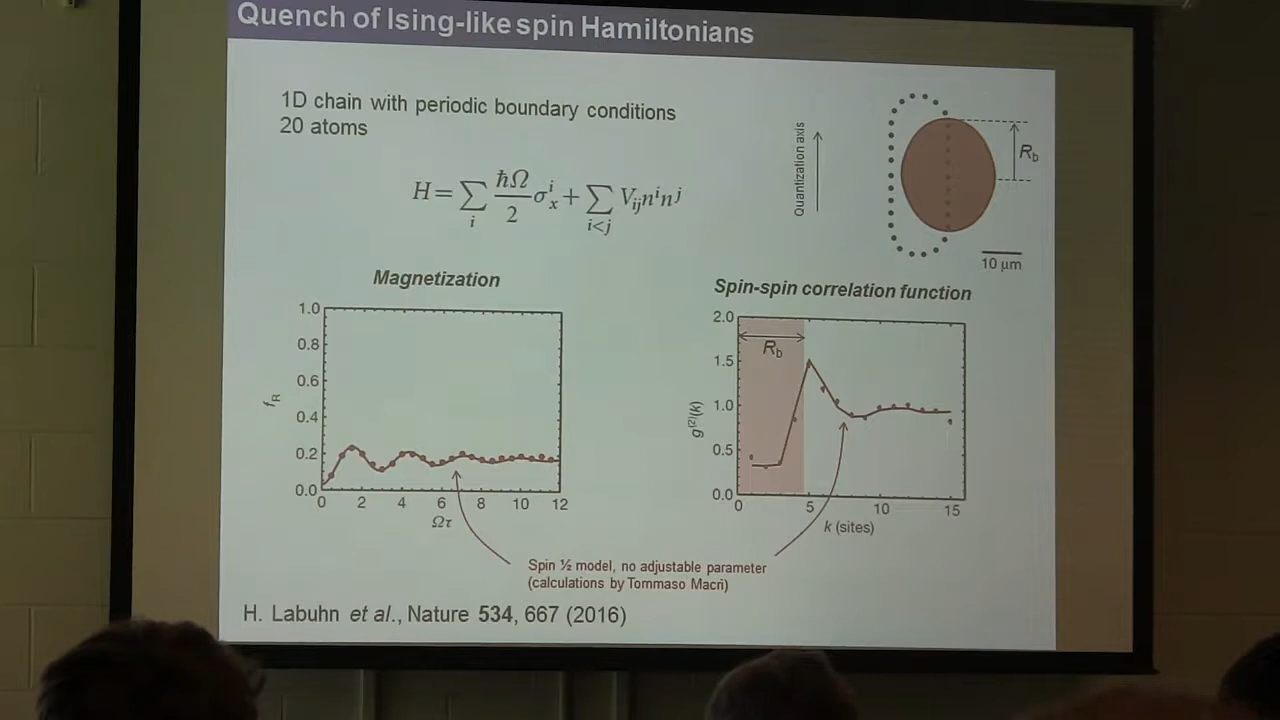 Quench of Ising-like spin Hamiltonians
1D chain with periodic boundary conditions
20 atoms
H = ∑_i ħΩ/2 σ_x^i + ∑_{i<j} V_ij n^i n^j
Quantization axis
R_b
10 μm
Magnetization
1.0
0.8
0.6
0.4
0.2
0.0
f_R
0 2 4 6 8 10 12
Ωτ
Spin-spin correlation function
2.0
1.5
1.0
0.5
0.0
g^(2)(k)
R_b
0 5 10 15
k (sites)
Spin ½ model, no adjustable parameter
(calculations by Tommaso Macrì)
H. Labuhn et al., Nature 534, 667 (2016)